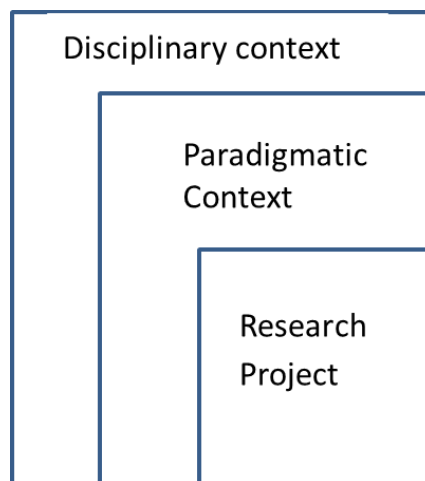 Disciplinary context
Paradigmatic
Context
Research
Project